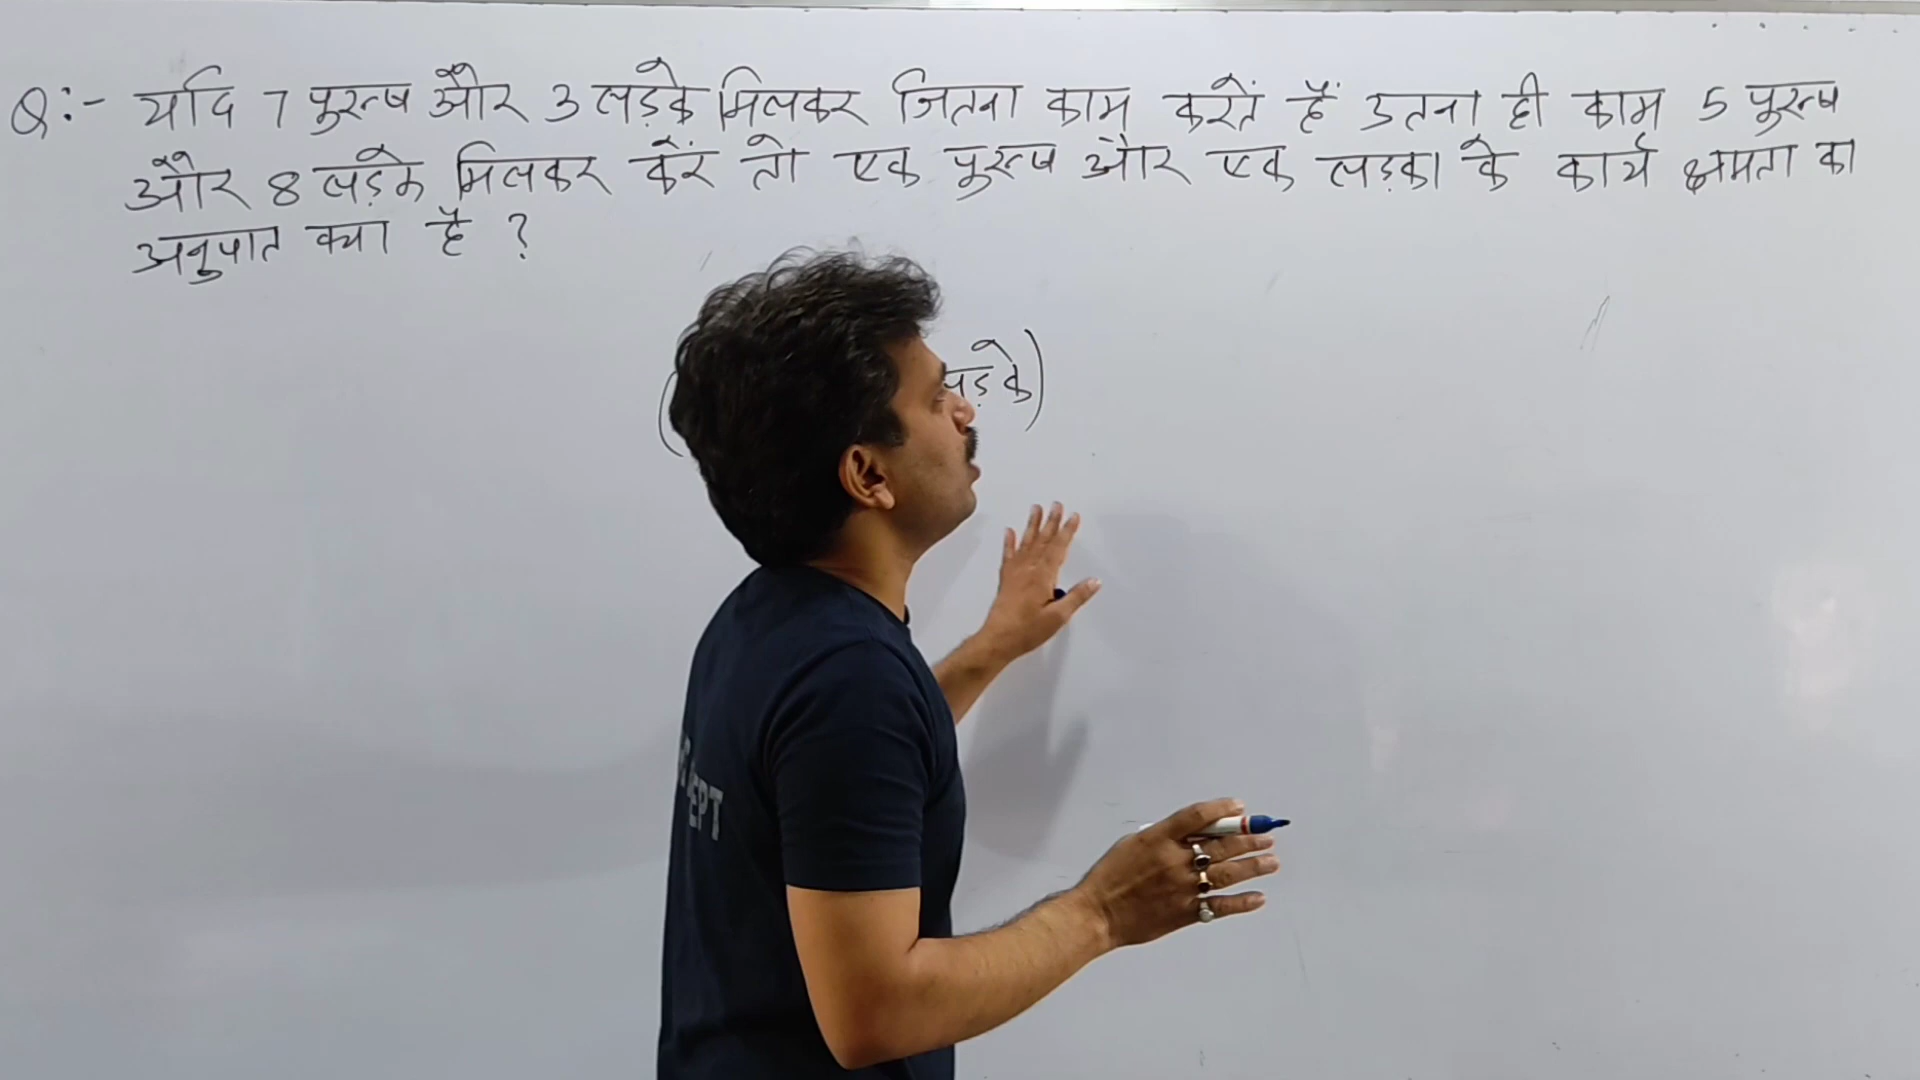 Q:- यदि 7 पुरुष और 3 लड़के मिलकर जितना काम करते हैं उतना ही काम 5 पुरुष
और 8 लड़के मिलकर करें तो एक पुरुष और एक लड़का के कार्य क्षमता का
अनुपात क्या है ?
लड़के)
EPT